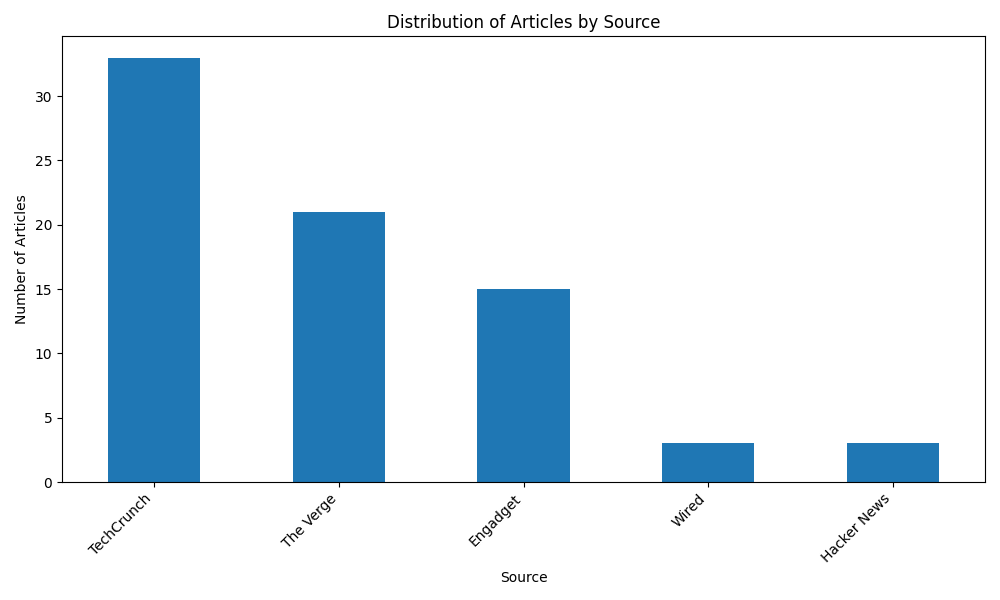 Distribution of Articles by Source
Number of Articles
30
25
20
15
10
5
0
TechCrunch
The Verge
Engadget
Wired
Hacker News
Source